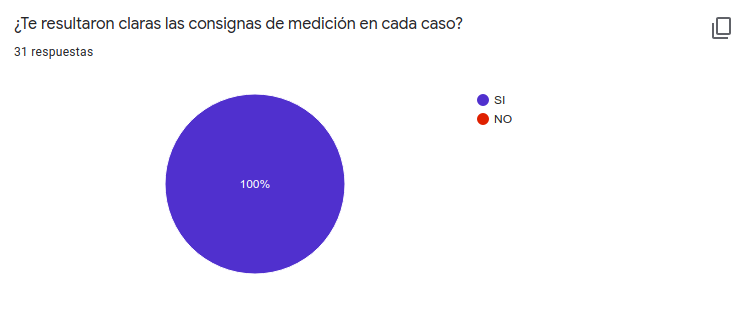 ¿Te resultaron claras las consignas de medición en cada caso?
31 respuestas
SI
NO
100%